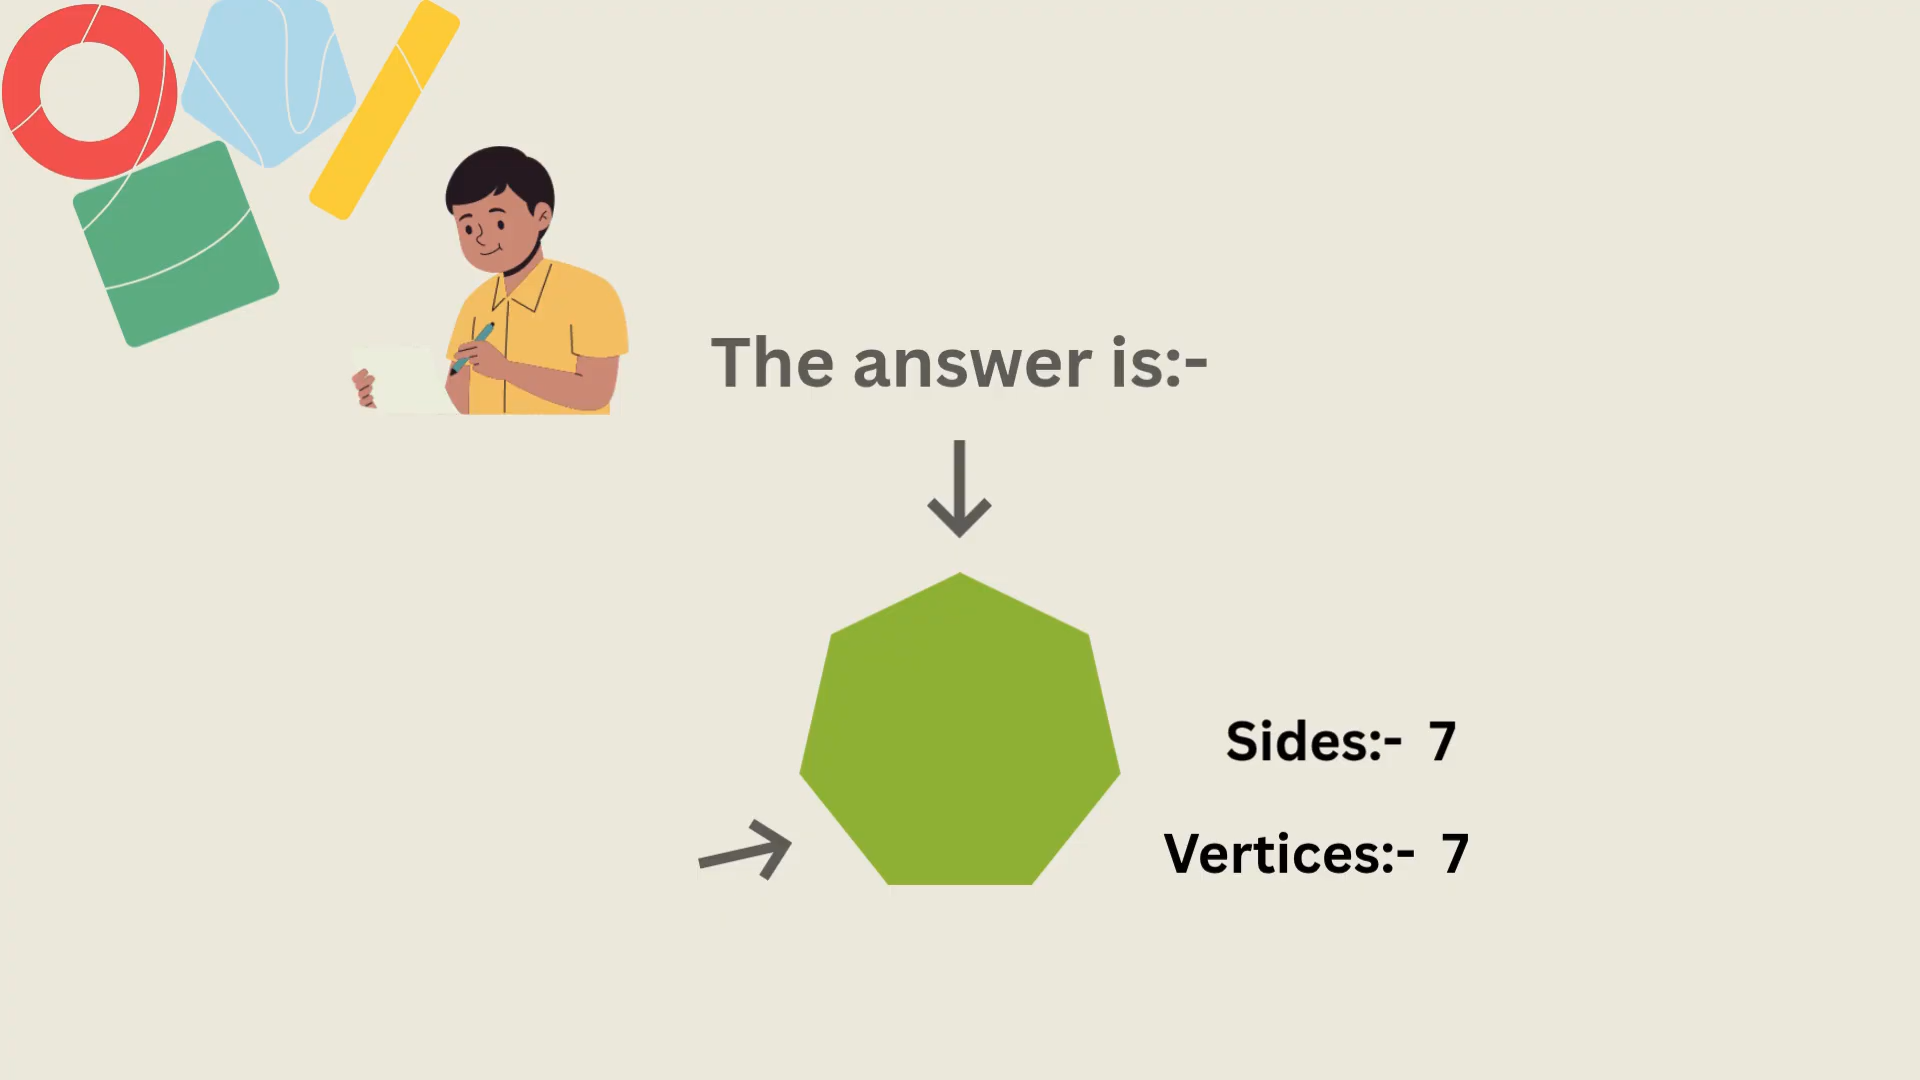 The answer is:-
Sides:- 7
Vertices:- 7